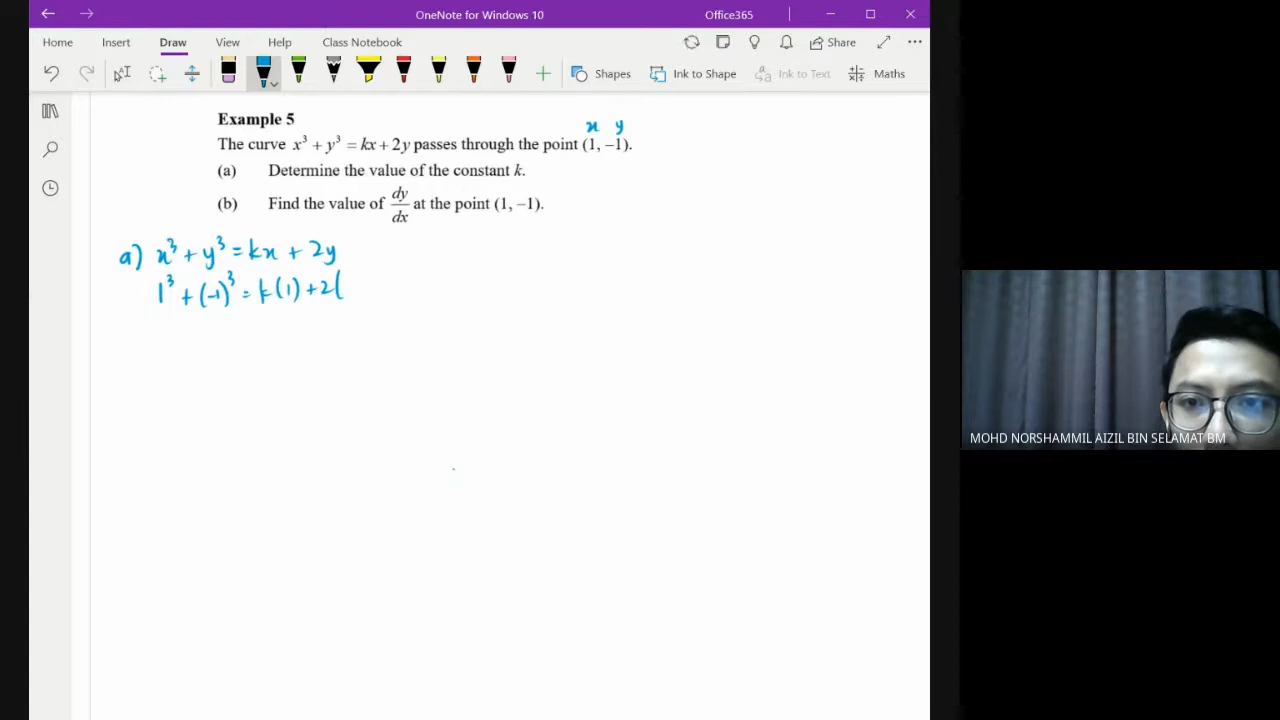 OneNote for Windows 10
Office365
Home Insert Draw View Help Class Notebook
Share
Shapes Ink to Shape Ink to Text Maths
Example 5
The curve x³ + y³ = kx + 2y passes through the point (1, −1).
x y
(a) Determine the value of the constant k.
(b) Find the value of dy/dx at the point (1, −1).
a) x³ + y³ = kx + 2y
1³ + (-1)³ = k(1) + 2(
MOHD NORSHAMMIL AIZIL BIN SELAMAT BM